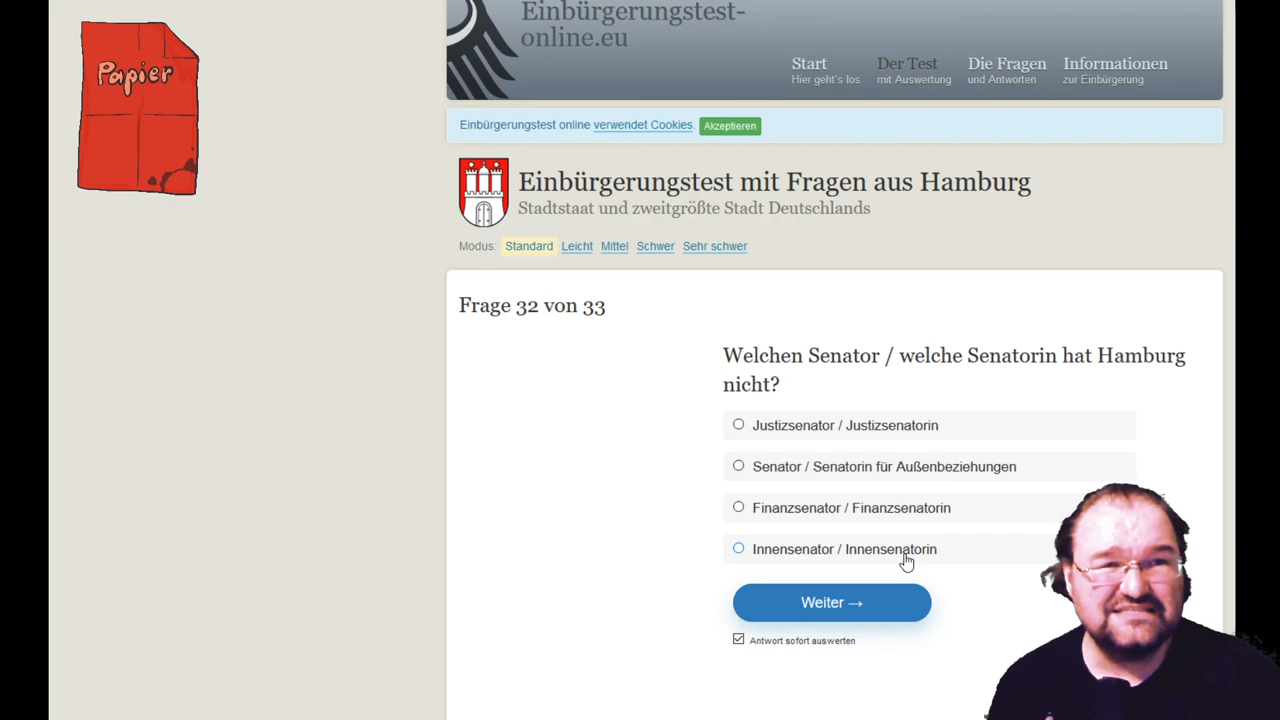 Papier
Einbürgerungstest-
online.eu
Start
Hier geht's los
Der Test
mit Auswertung
Die Fragen
und Antworten
Informationen
zur Einbürgerung
Einbürgerungstest online verwendet Cookies. Akzeptieren
Einbürgerungstest mit Fragen aus Hamburg
Stadtstaat und zweitgrößte Stadt Deutschlands
Modus: Standard Leicht Mittel Schwer Sehr schwer
Frage 32 von 33
Welchen Senator / welche Senatorin hat Hamburg
nicht?
Justizsenator / Justizsenatorin
Senator / Senatorin für Außenbeziehungen
Finanzsenator / Finanzsenatorin
Innensenator / Innensenatorin
Weiter →
Antwort sofort auswerten